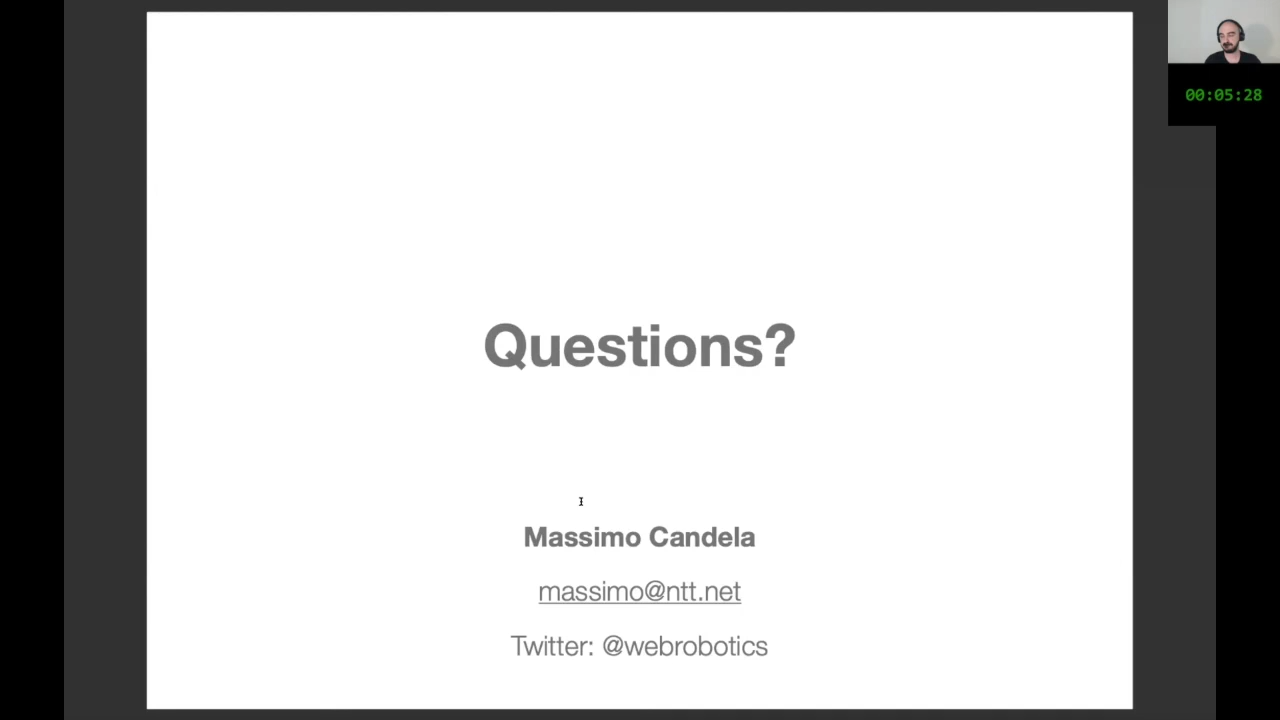 00:05:28
Questions?
Massimo Candela
massimo@ntt.net
Twitter: @webrobotics